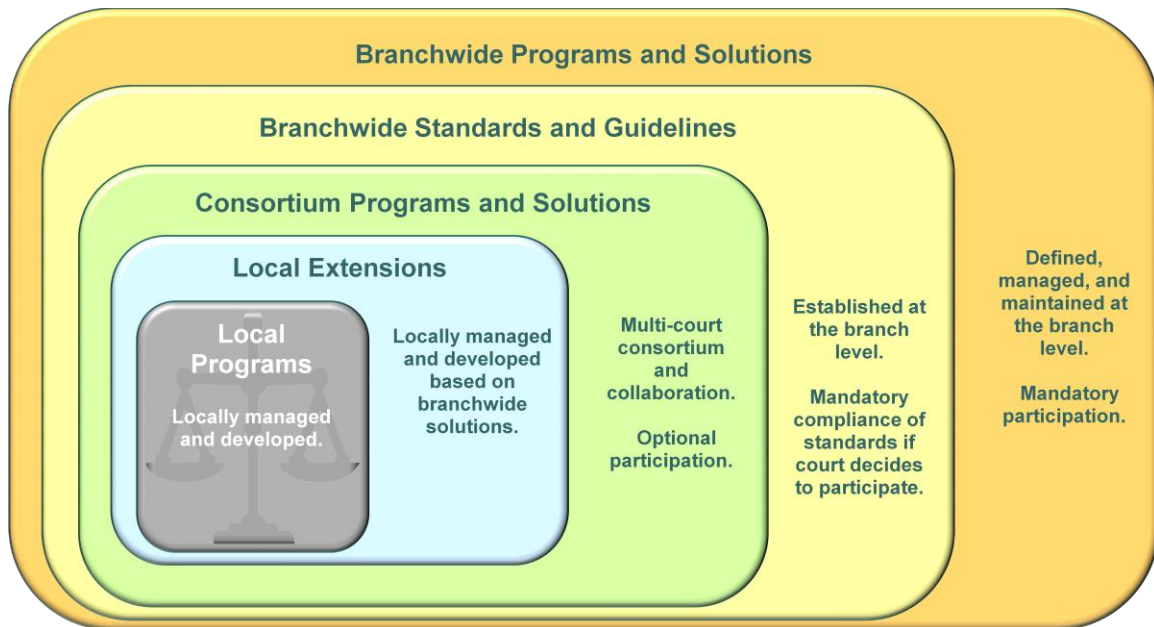 Branchwide Programs and Solutions
Branchwide Standards and Guidelines
Consortium Programs and Solutions
Local Extensions
Local
Programs
Locally managed
and developed.
Locally managed
and developed
based on
branchwide
solutions.
Multi-court
consortium
and
collaboration.
Optional
participation.
Established at
the branch
level.
Mandatory
compliance of
standards if
court decides
to participate.
Defined,
managed, and
maintained at
the branch
level.
Mandatory
participation.